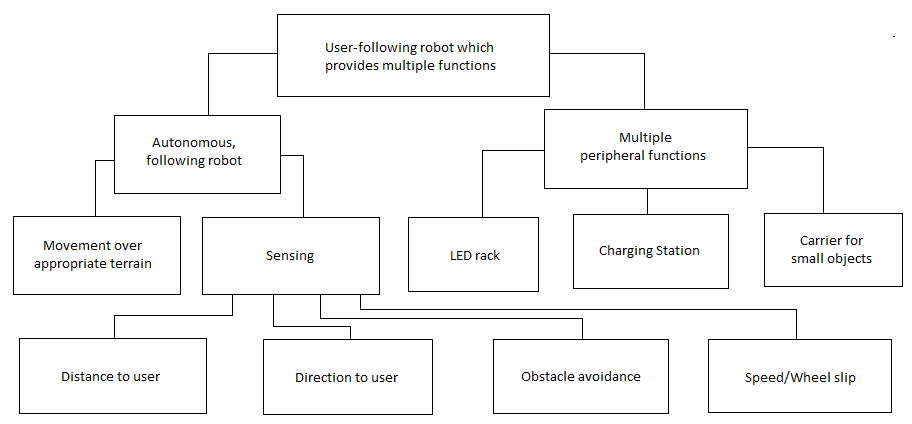 User-following robot which
provides multiple functions
Autonomous,
following robot
Multiple
peripheral functions
Movement over
appropriate terrain
Sensing
LED rack
Charging Station
Carrier for
small objects
Distance to user
Direction to user
Obstacle avoidance
Speed/Wheel slip